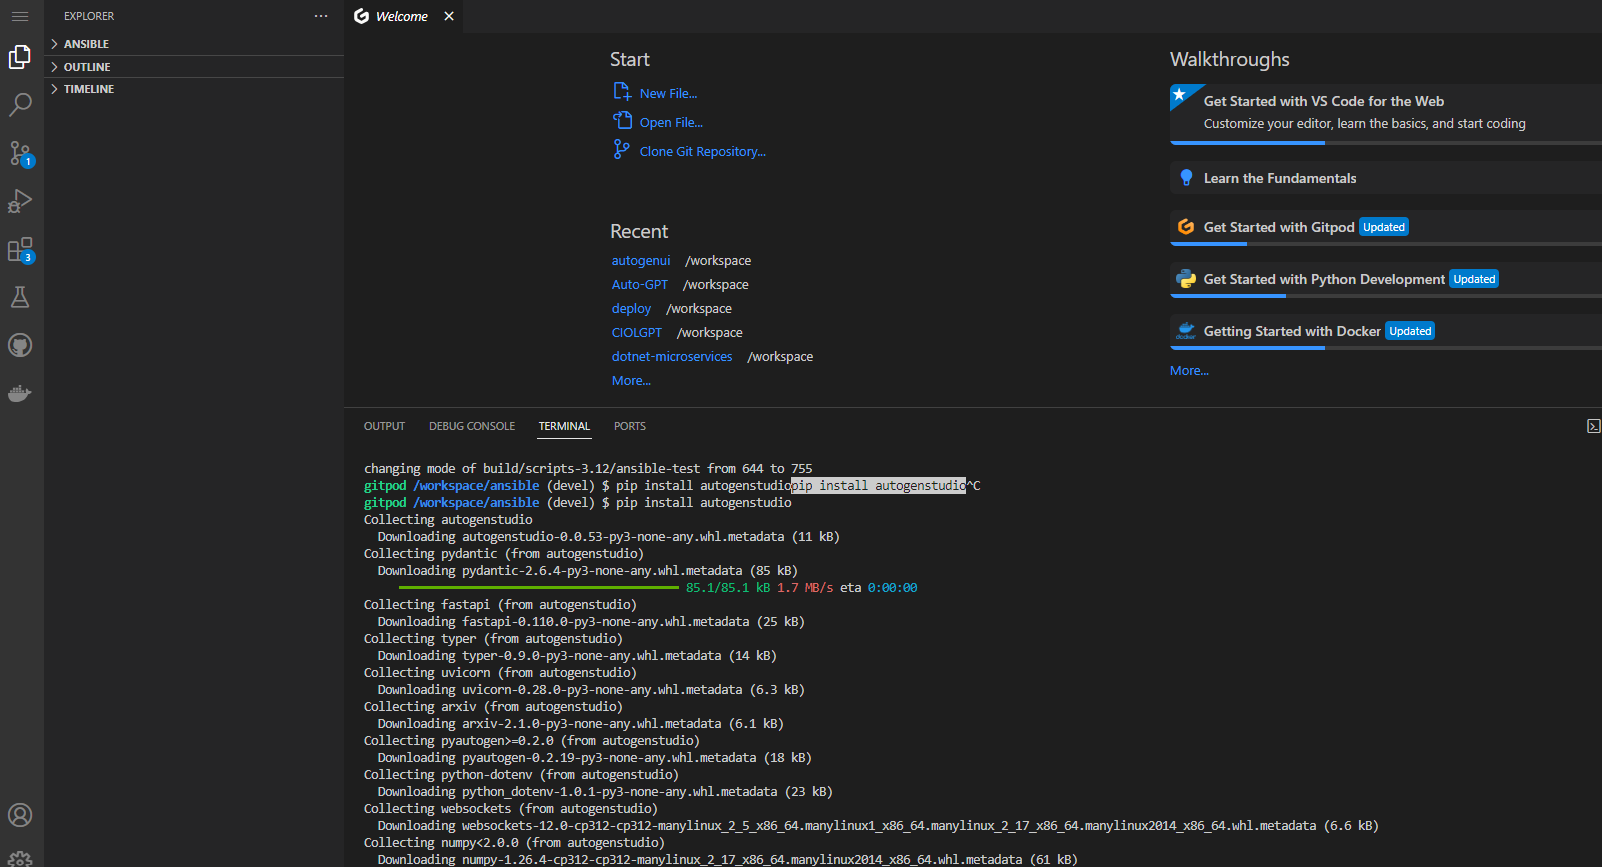 EXPLORER
ANSIBLE
OUTLINE
TIMELINE
1
3
Welcome
Start
New File...
Open File...
Clone Git Repository...
Recent
autogenui /workspace
Auto-GPT /workspace
deploy /workspace
CIOLGPT /workspace
dotnet-microservices /workspace
More...
Walkthroughs
Get Started with VS Code for the Web
Customize your editor, learn the basics, and start coding
Learn the Fundamentals
Get Started with Gitpod Updated
Get Started with Python Development Updated
docker
Getting Started with Docker Updated
More...
OUTPUT DEBUG CONSOLE TERMINAL PORTS
changing mode of build/scripts-3.12/ansible-test from 644 to 755
gitpod /workspace/ansible (devel) $ pip install autogenstudiopip install autogenstudio^C
gitpod /workspace/ansible (devel) $ pip install autogenstudio
Collecting autogenstudio
Downloading autogenstudio-0.0.53-py3-none-any.whl.metadata (11 kB)
Collecting pydantic (from autogenstudio)
Downloading pydantic-2.6.4-py3-none-any.whl.metadata (85 kB)
85.1/85.1 kB 1.7 MB/s eta 0:00:00
Collecting fastapi (from autogenstudio)
Downloading fastapi-0.110.0-py3-none-any.whl.metadata (25 kB)
Collecting typer (from autogenstudio)
Downloading typer-0.9.0-py3-none-any.whl.metadata (14 kB)
Collecting uvicorn (from autogenstudio)
Downloading uvicorn-0.28.0-py3-none-any.whl.metadata (6.3 kB)
Collecting arxiv (from autogenstudio)
Downloading arxiv-2.1.0-py3-none-any.whl.metadata (6.1 kB)
Collecting pyautogen>=0.2.0 (from autogenstudio)
Downloading pyautogen-0.2.19-py3-none-any.whl.metadata (18 kB)
Collecting python-dotenv (from autogenstudio)
Downloading python_dotenv-1.0.1-py3-none-any.whl.metadata (23 kB)
Collecting websockets (from autogenstudio)
Downloading websockets-12.0-cp312-cp312-manylinux_2_5_x86_64.manylinux1_x86_64.manylinux_2_17_x86_64.manylinux2014_x86_64.whl.metadata (6.6 kB)
Collecting numpy<2.0.0 (from autogenstudio)
Downloading numpy-1.26.4-cp312-cp312-manylinux_2_17_x86_64.manylinux2014_x86_64.whl.metadata (61 kB)